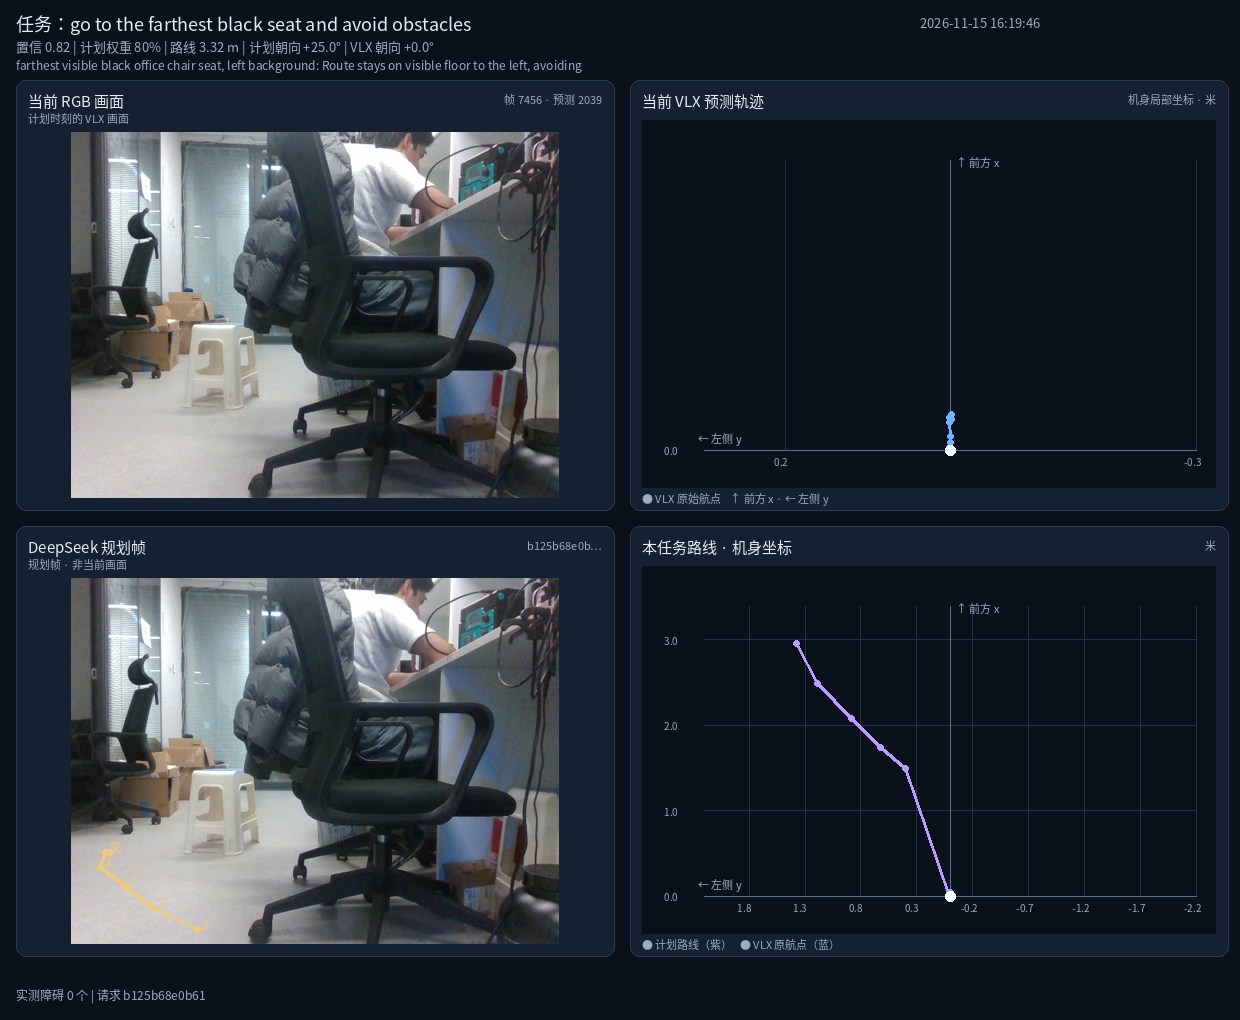 任务：go to the farthest black seat and avoid obstacles
2026-11-15 16:19:46
置信 0.82 | 计划权重 80% | 路线 3.32 m | 计划朝向 +25.0° | VLX 朝向 +0.0°
farthest visible black office chair seat, left background: Route stays on visible floor to the left, avoiding
当前 RGB 画面
帧 7456 · 预测 2039
计划时刻的 VLX 画面
当前 VLX 预测轨迹
机身局部坐标 · 米
↑ 前方 x
← 左侧 y
0.0
0.2
-0.3
VLX 原始航点 ↑ 前方 x · ← 左侧 y
DeepSeek 规划帧
b125b68e0b...
规划帧 · 非当前画面
本任务路线 · 机身坐标
米
↑ 前方 x
3.0
2.0
1.0
← 左侧 y
0.0
1.8
1.3
0.8
0.3
-0.2
-0.7
-1.2
-1.7
-2.2
计划路线（紫） VLX 原航点（蓝）
实测障碍 0 个 | 请求 b125b68e0b61